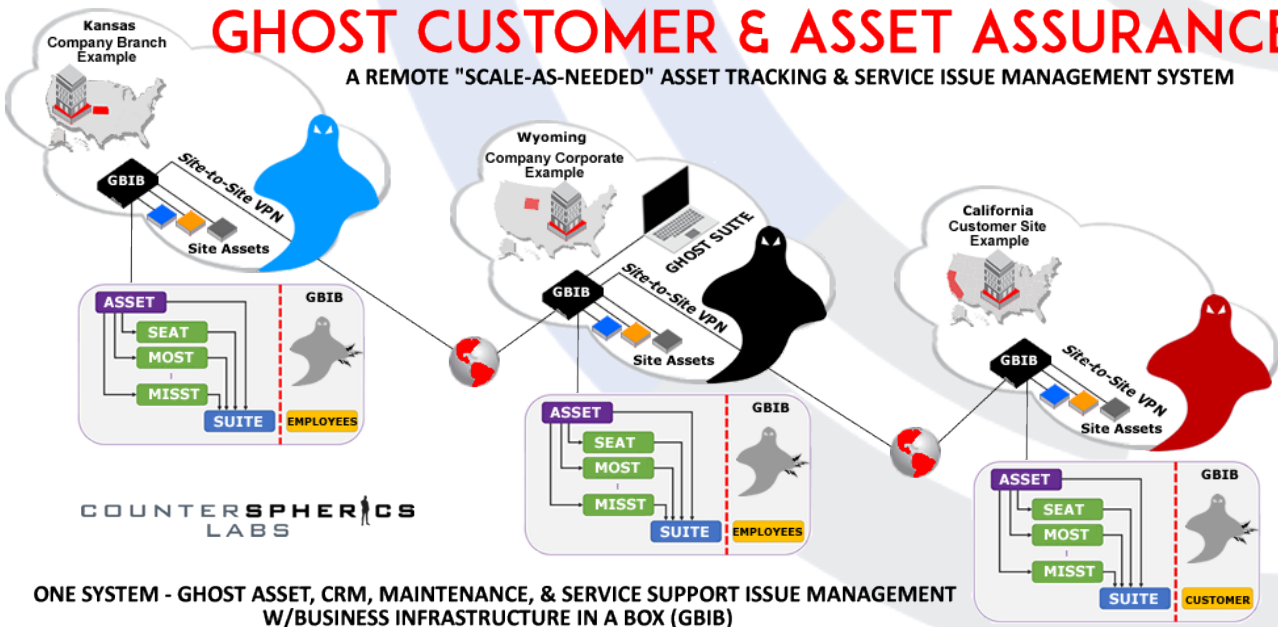 GHOST CUSTOMER & ASSET ASSURANCE
A REMOTE "SCALE-AS-NEEDED" ASSET TRACKING & SERVICE ISSUE MANAGEMENT SYSTEM
Kansas
Company Branch
Example
GBIB
Site-to-Site VPN
Site Assets
ASSET
SEAT
MOST
MISST
SUITE
GBIB
EMPLOYEES
Wyoming
Company Corporate
Example
GHOST SUITE
GBIB
Site-to-Site VPN
Site Assets
ASSET
SEAT
MOST
MISST
SUITE
GBIB
EMPLOYEES
California
Customer Site
Example
GBIB
Site-to-Site VPN
Site Assets
ASSET
SEAT
MOST
MISST
SUITE
GBIB
CUSTOMER
COUNTERSPHERICS
LABS
ONE SYSTEM - GHOST ASSET, CRM, MAINTENANCE, & SERVICE SUPPORT ISSUE MANAGEMENT
W/BUSINESS INFRASTRUCTURE IN A BOX (GBIB)